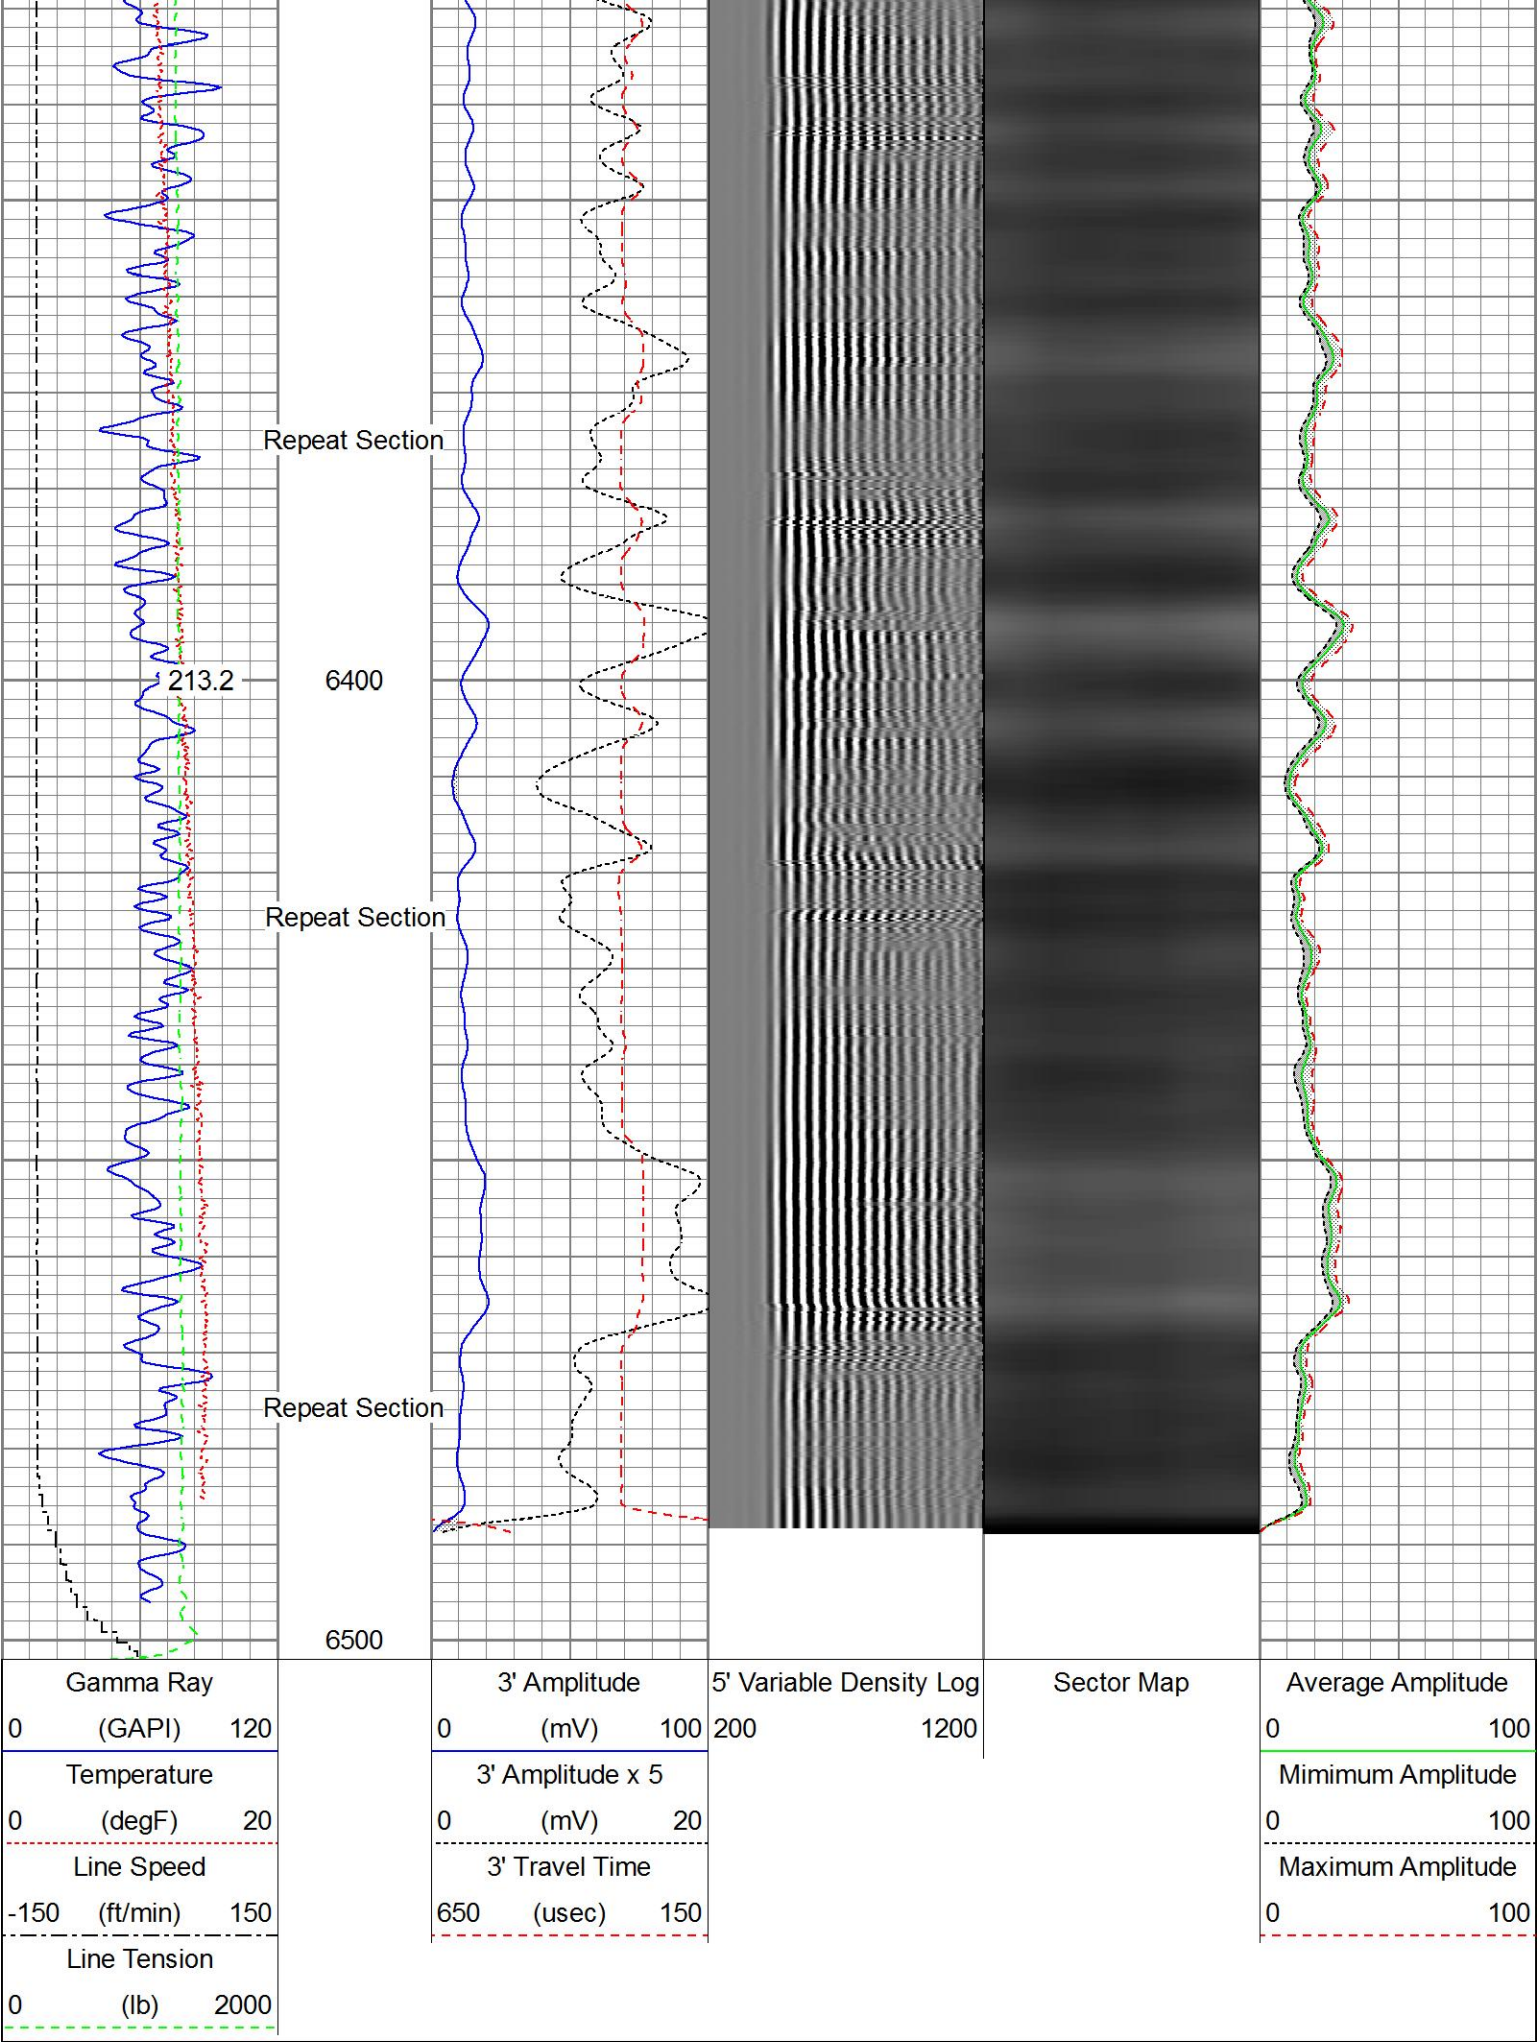 Repeat Section
213.2 6400
Repeat Section
Repeat Section
6500
Gamma Ray
0 (GAPI) 120
Temperature
0 (degF) 20
Line Speed
-150 (ft/min) 150
Line Tension
0 (lb) 2000
3' Amplitude
0 (mV) 100
3' Amplitude x 5
0 (mV) 20
3' Travel Time
650 (usec) 150
5' Variable Density Log
200 1200
Sector Map
Average Amplitude
0 100
Mimimum Amplitude
0 100
Maximum Amplitude
0 100